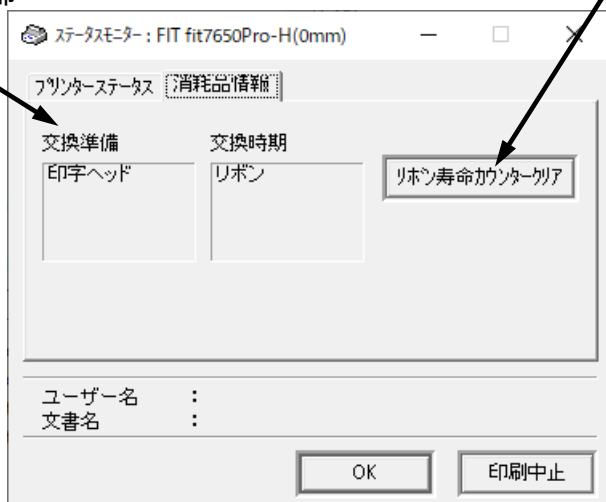 ステータスモニター : FIT fit7650Pro-H(0mm)
プリンターステータス
消耗品情報
交換準備
交換時期
印字ヘッド
リボン
リボン寿命カウンタークリア
ユーザー名 :
文書名 :
OK
印刷中止